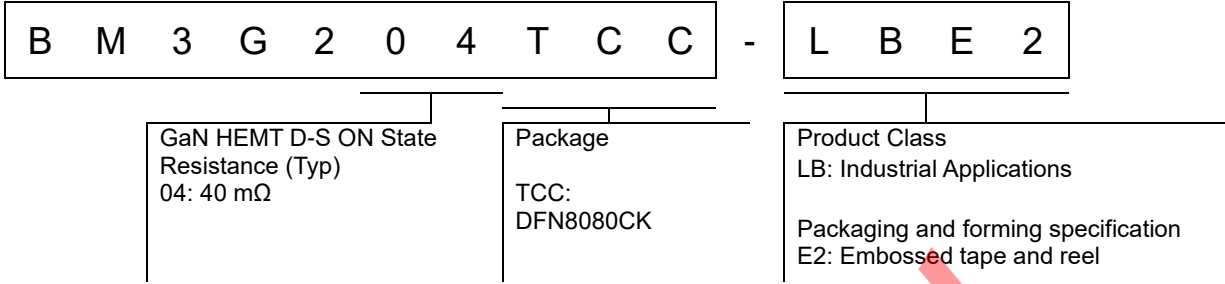 B M 3 G 2 0 4 T C C - L B E 2
GaN HEMT D-S ON State
Resistance (Typ)
04: 40 mΩ
Package
TCC:
DFN8080CK
Product Class
LB: Industrial Applications
Packaging and forming specification
E2: Embossed tape and reel